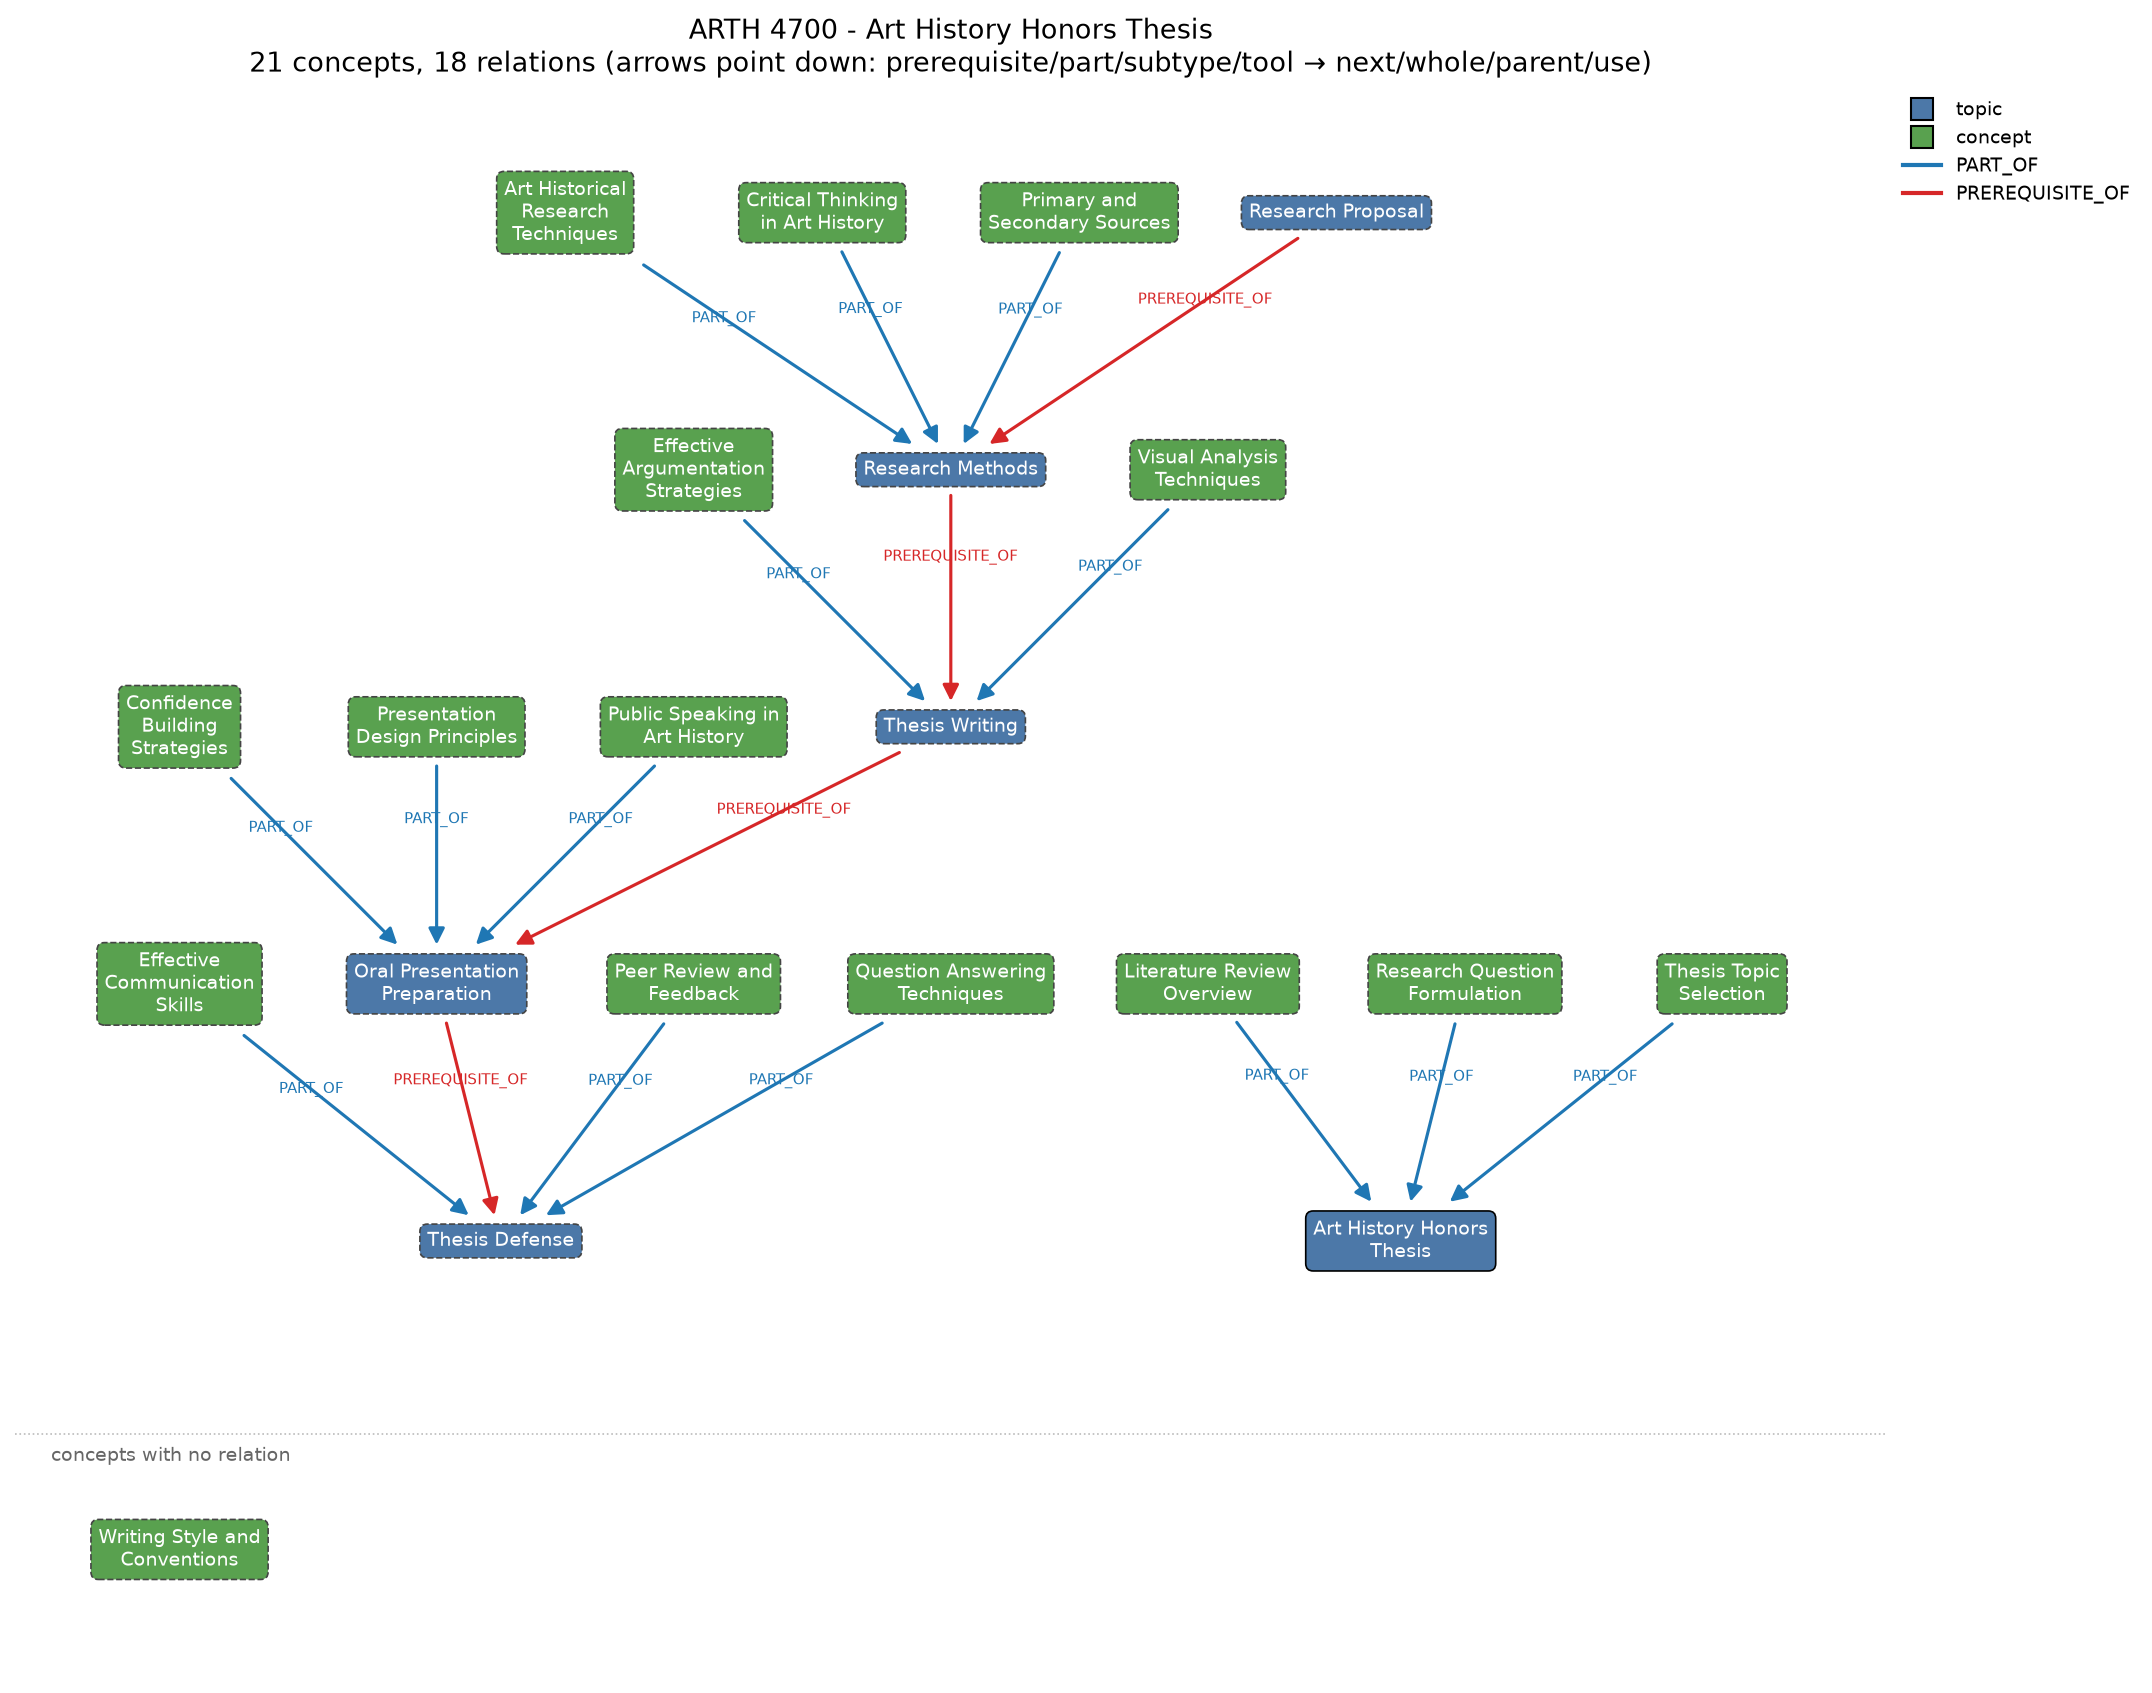 ARTH 4700 - Art History Honors Thesis
21 concepts, 18 relations (arrows point down: prerequisite/part/subtype/tool → next/whole/parent/use)
topic
concept
PART_OF
PREREQUISITE_OF
Art Historical
Research
Techniques
Critical Thinking
in Art History
Primary and
Secondary Sources
Research Proposal
PART_OF
PART_OF
PART_OF
PREREQUISITE_OF
Effective
Argumentation
Strategies
Research Methods
Visual Analysis
Techniques
PART_OF
PREREQUISITE_OF
PART_OF
Confidence
Building
Strategies
Presentation
Design Principles
Public Speaking in
Art History
Thesis Writing
PART_OF
PART_OF
PART_OF
PREREQUISITE_OF
Effective
Communication
Skills
Oral Presentation
Preparation
Peer Review and
Feedback
Question Answering
Techniques
Literature Review
Overview
Research Question
Formulation
Thesis Topic
Selection
PART_OF
PREREQUISITE_OF
PART_OF
PART_OF
PART_OF
PART_OF
PART_OF
Thesis Defense
Art History Honors
Thesis
concepts with no relation
Writing Style and
Conventions